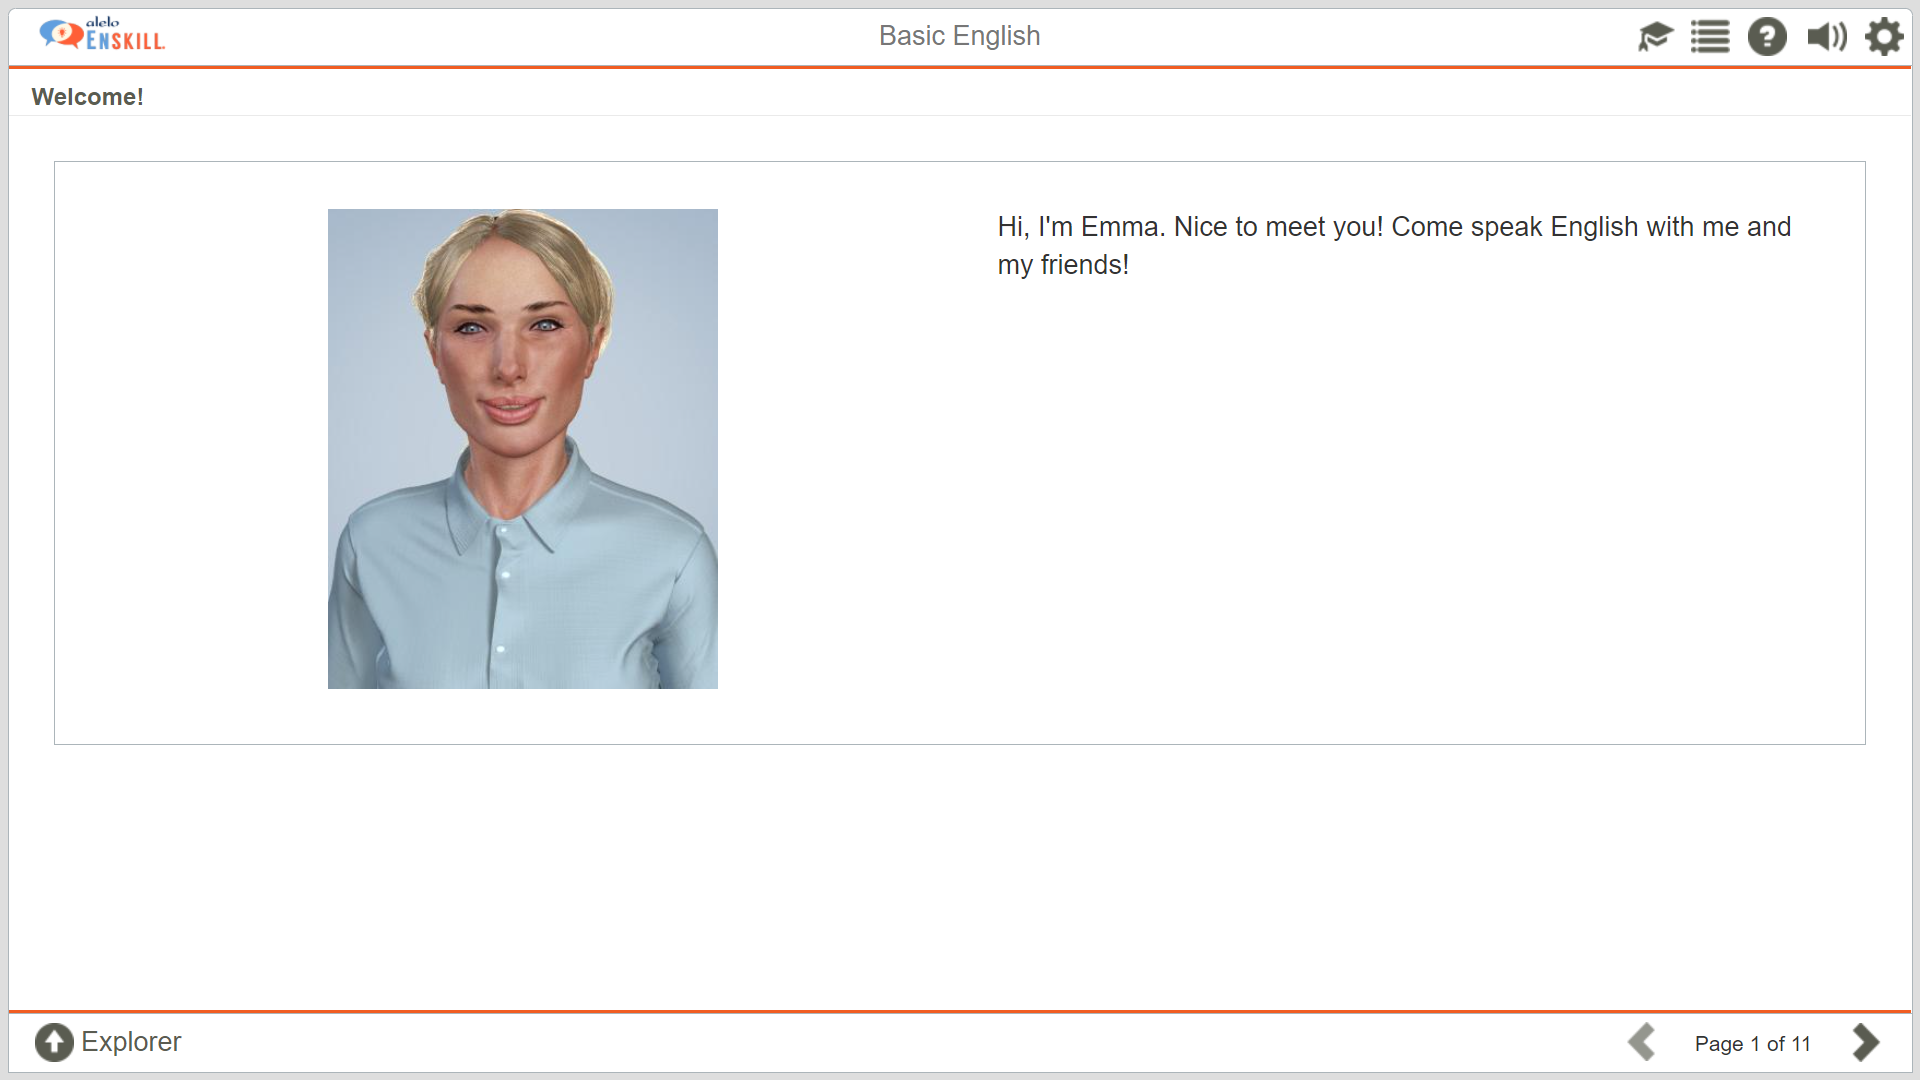 alelo
ENSKILL.
Basic English
Welcome!
Hi, I'm Emma. Nice to meet you! Come speak English with me and
my friends!
Explorer
Page 1 of 11